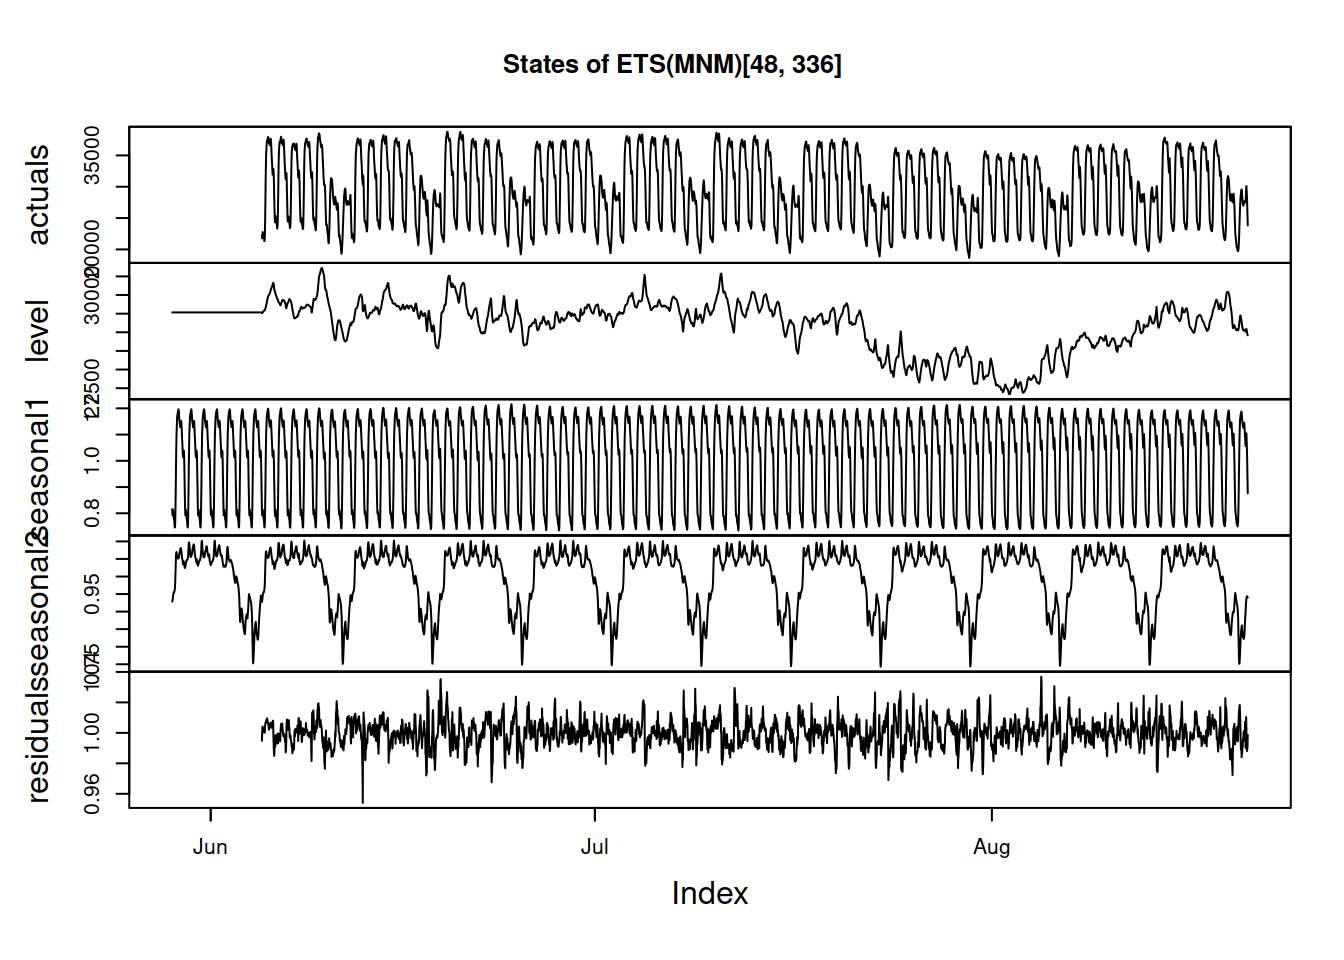 States of ETS(MNM)[48, 336]
actuals
20000
35000
level
30000
seasonal1
0.8
1.0
seasonal2
0.95
residuals
0.96
1.00
Jun
Jul
Aug
Index